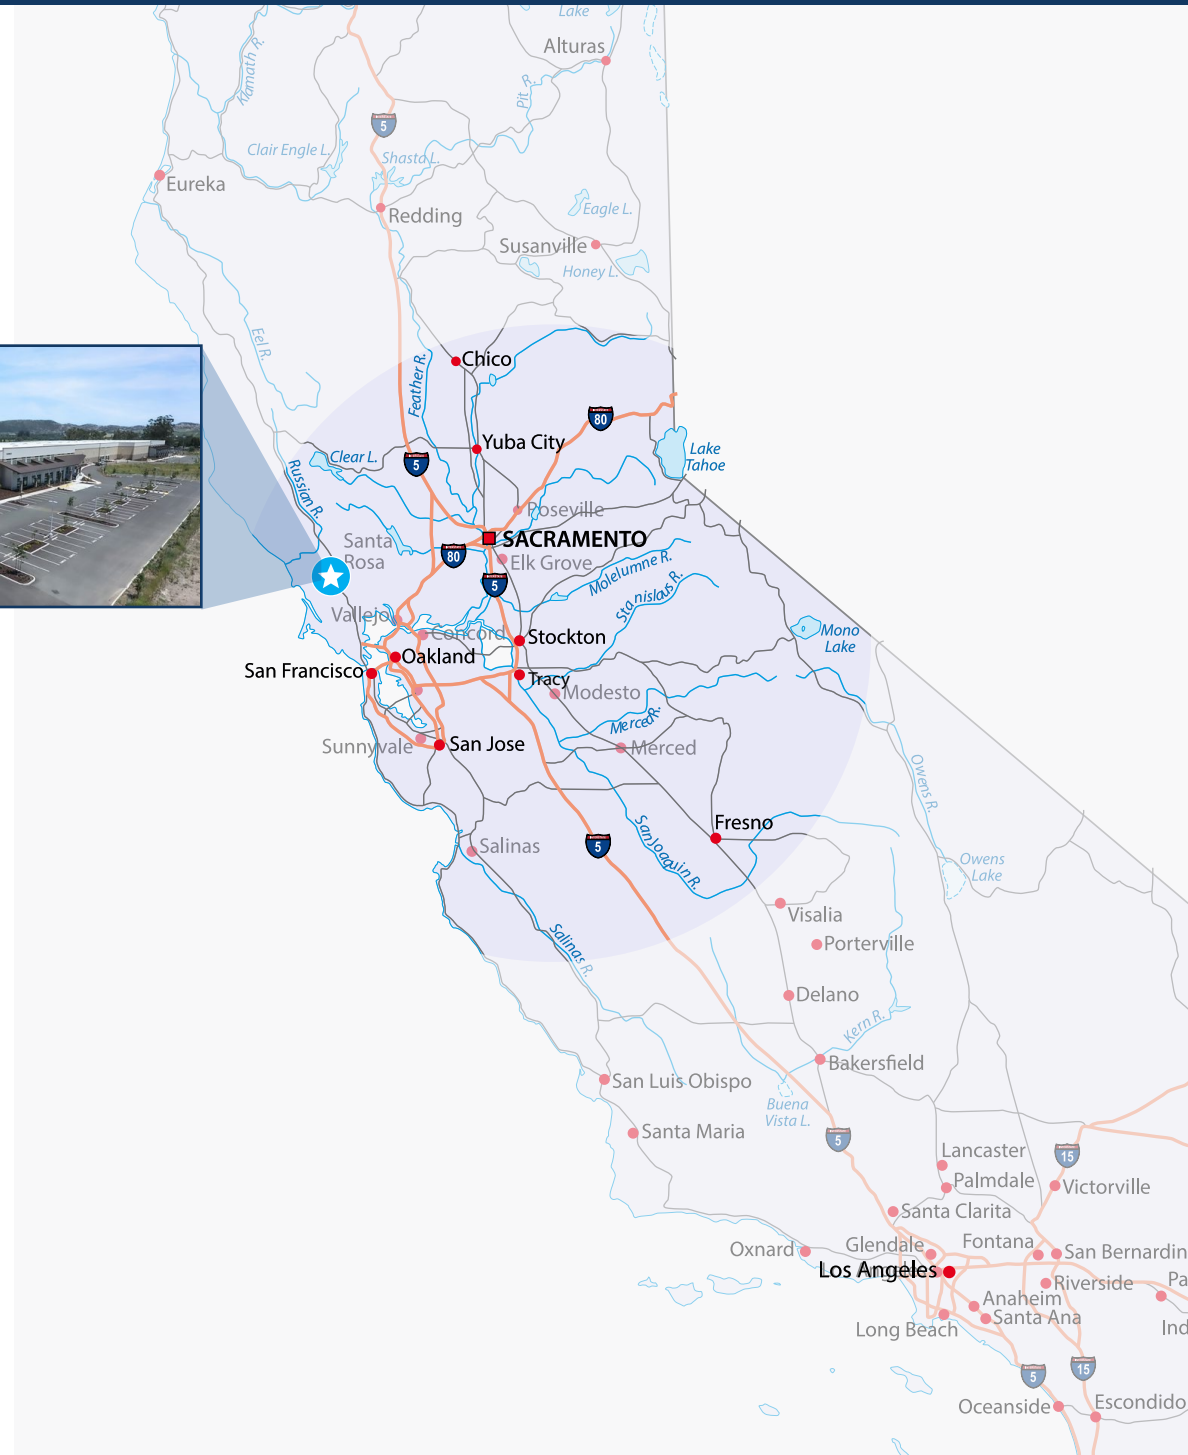 Lake
Alturas
Klamath R.
Pit R.
5
Clair Engle L.
Shasta L.
Eureka
Redding
Eagle L.
Susanville
Honey L.
Eel R.
Chico
Feather R.
80
Yuba City
Clear L.
5
Lake
Tahoe
Russian R.
Roseville
SACRAMENTO
Santa
Rosa
80
Elk Grove
5
Molelumne R.
Stanislaus R.
Vallejo
Concord
Stockton
Mono
Lake
Oakland
San Francisco
Tracy
Modesto
Merced R.
Sunnyvale
San Jose
Merced
Owens R.
Fresno
San Joaquin R.
5
Salinas
Owens
Lake
Visalia
Salinas R.
Porterville
Delano
Kern R.
Bakersfield
San Luis Obispo
Buena
Vista L.
Santa Maria
5
Lancaster
15
Palmdale
Victorville
Santa Clarita
Oxnard
Glendale
Fontana
San Bernardin
Los Angeles
Riverside
Pa
Anaheim
Santa Ana
Long Beach
Ind
5
15
Oceanside
Escondido